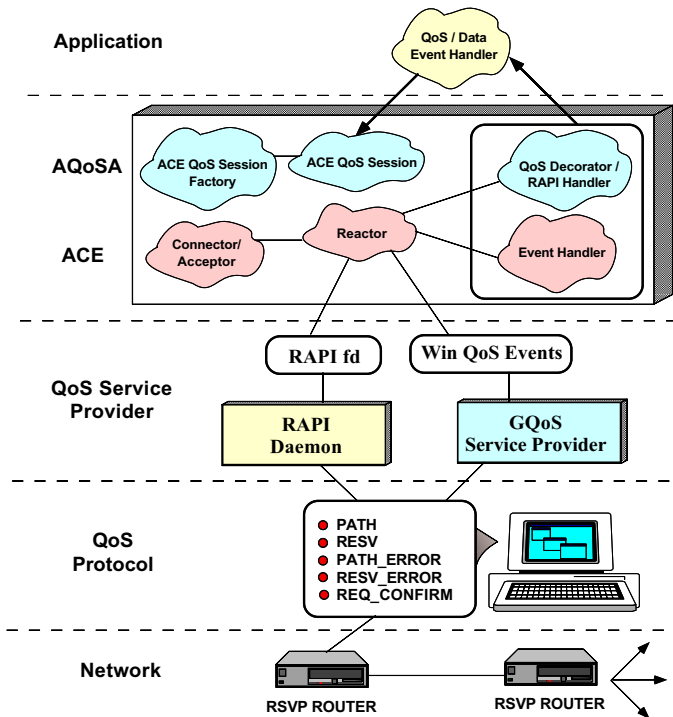 Application
QoS / Data
Event Handler
AQoSA
ACE QoS Session
Factory
ACE QoS Session
QoS Decorator /
RAPI Handler
ACE
Connector/
Acceptor
Reactor
Event Handler
RAPI fd
Win QoS Events
QoS Service
Provider
RAPI
Daemon
GQoS
Service Provider
QoS
Protocol
PATH
RESV
PATH_ERROR
RESV_ERROR
REQ_CONFIRM
Network
RSVP ROUTER
RSVP ROUTER